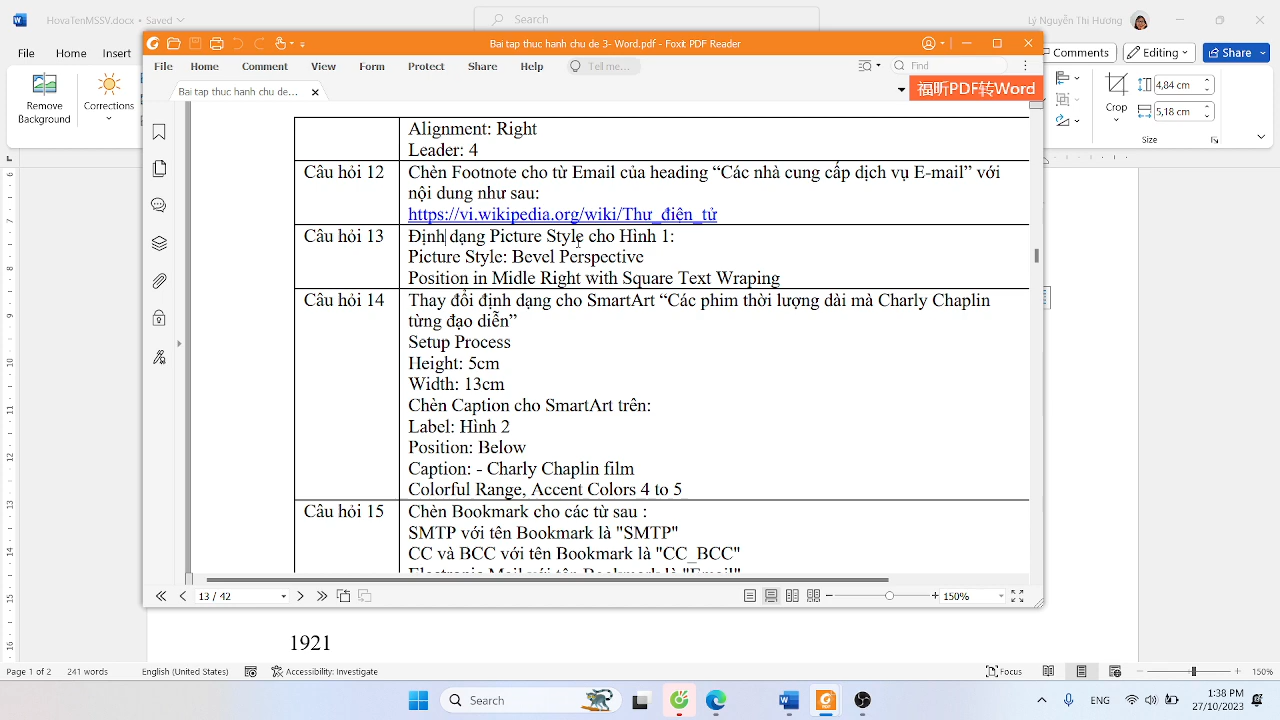 HovaTenMSSV.docx • Saved
Search
Lý Nguyễn Thi Hương
File Home Insert
Comments Editing Share
Bai tap thuc hanh chu de 3- Word.pdf - Foxit PDF Reader
File Home Comment View Form Protect Share Help Tell me... Find
Bai tap thuc hanh chu de...
福昕PDF转Word
Remove Background
Corrections
Crop
4,84 cm
5,18 cm
Size
Alignment: Right
Leader: 4
Câu hỏi 12 Chèn Footnote cho từ Email của heading “Các nhà cung cấp dịch vụ E-mail” với
nội dung như sau:
https://vi.wikipedia.org/wiki/Thư_điện_tử
Câu hỏi 13 Định dạng Picture Style cho Hình 1:
Picture Style: Bevel Perspective
Position in Midle Right with Square Text Wraping
Câu hỏi 14 Thay đổi định dạng cho SmartArt “Các phim thời lượng dài mà Charly Chaplin
từng đạo diễn”
Setup Process
Height: 5cm
Width: 13cm
Chèn Caption cho SmartArt trên:
Label: Hình 2
Position: Below
Caption: - Charly Chaplin film
Colorful Range, Accent Colors 4 to 5
Câu hỏi 15 Chèn Bookmark cho các từ sau :
SMTP với tên Bookmark là "SMTP"
CC và BCC với tên Bookmark là "CC_BCC"
Electronic Mail với tên Bookmark là "Email"
13 / 42
150%
1921
Page 1 of 2 241 words English (United States) Accessibility: Investigate Focus 150%
Search
ENG
1:38 PM
27/10/2023